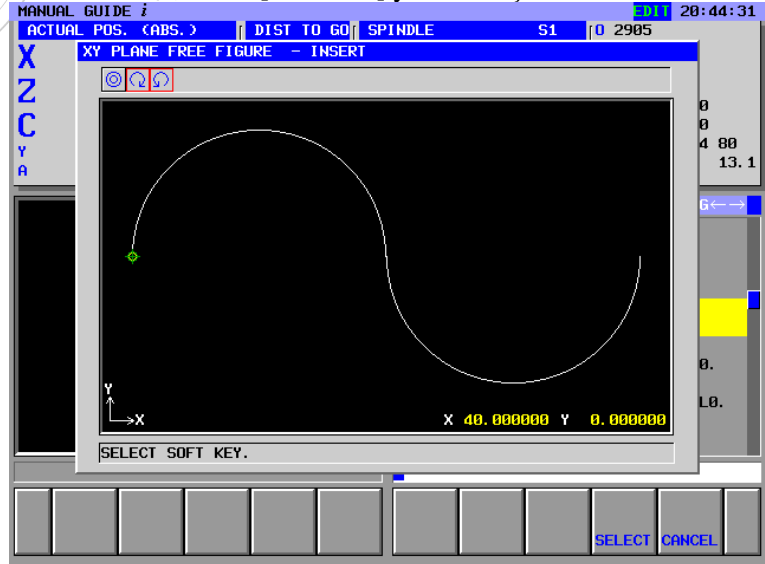 MANUAL GUIDE i EDIT 20:44:31
ACTUAL POS. (ABS.) DIST TO GO SPINDLE S1 O 2905
XY PLANE FREE FIGURE - INSERT
X
Z
C
Y
A
0
0
4 80
13.1
G←→
0.
L0.
Y
X
X 40.000000 Y 0.000000
SELECT SOFT KEY.
SELECT CANCEL